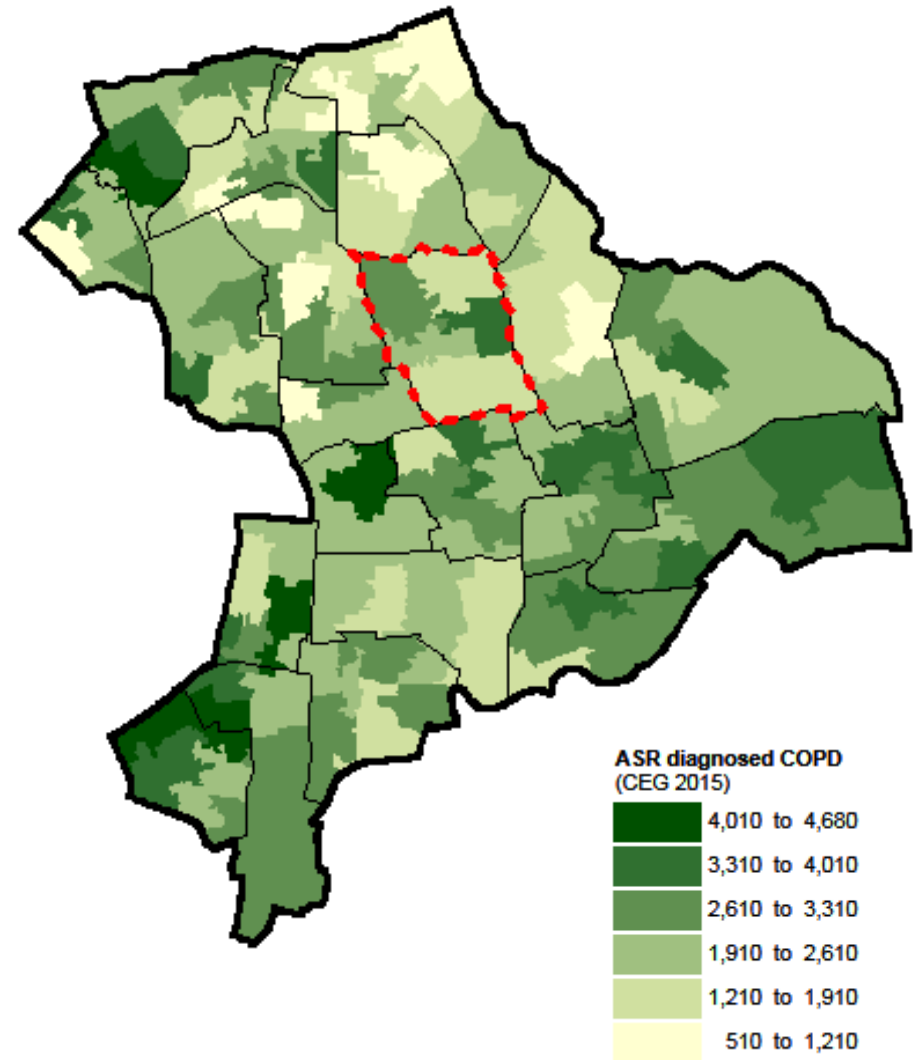 ASR diagnosed COPD
(CEG 2015)
4,010 to 4,680
3,310 to 4,010
2,610 to 3,310
1,910 to 2,610
1,210 to 1,910
510 to 1,210